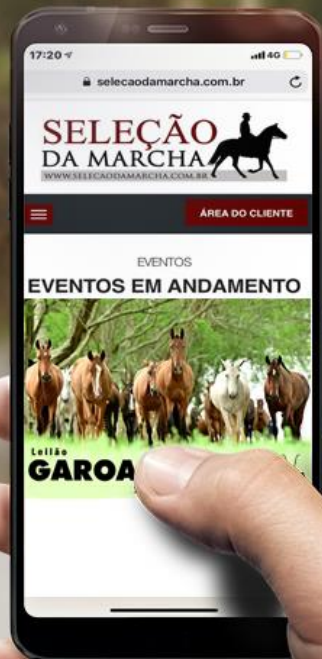 17:20
4G
selecaodamarcha.com.br
SELEÇÃO
DA MARCHA
WWW.SELECAODAMARCHA.COM.BR
ÁREA DO CLIENTE
EVENTOS
EVENTOS EM ANDAMENTO
Leilão
GAROA